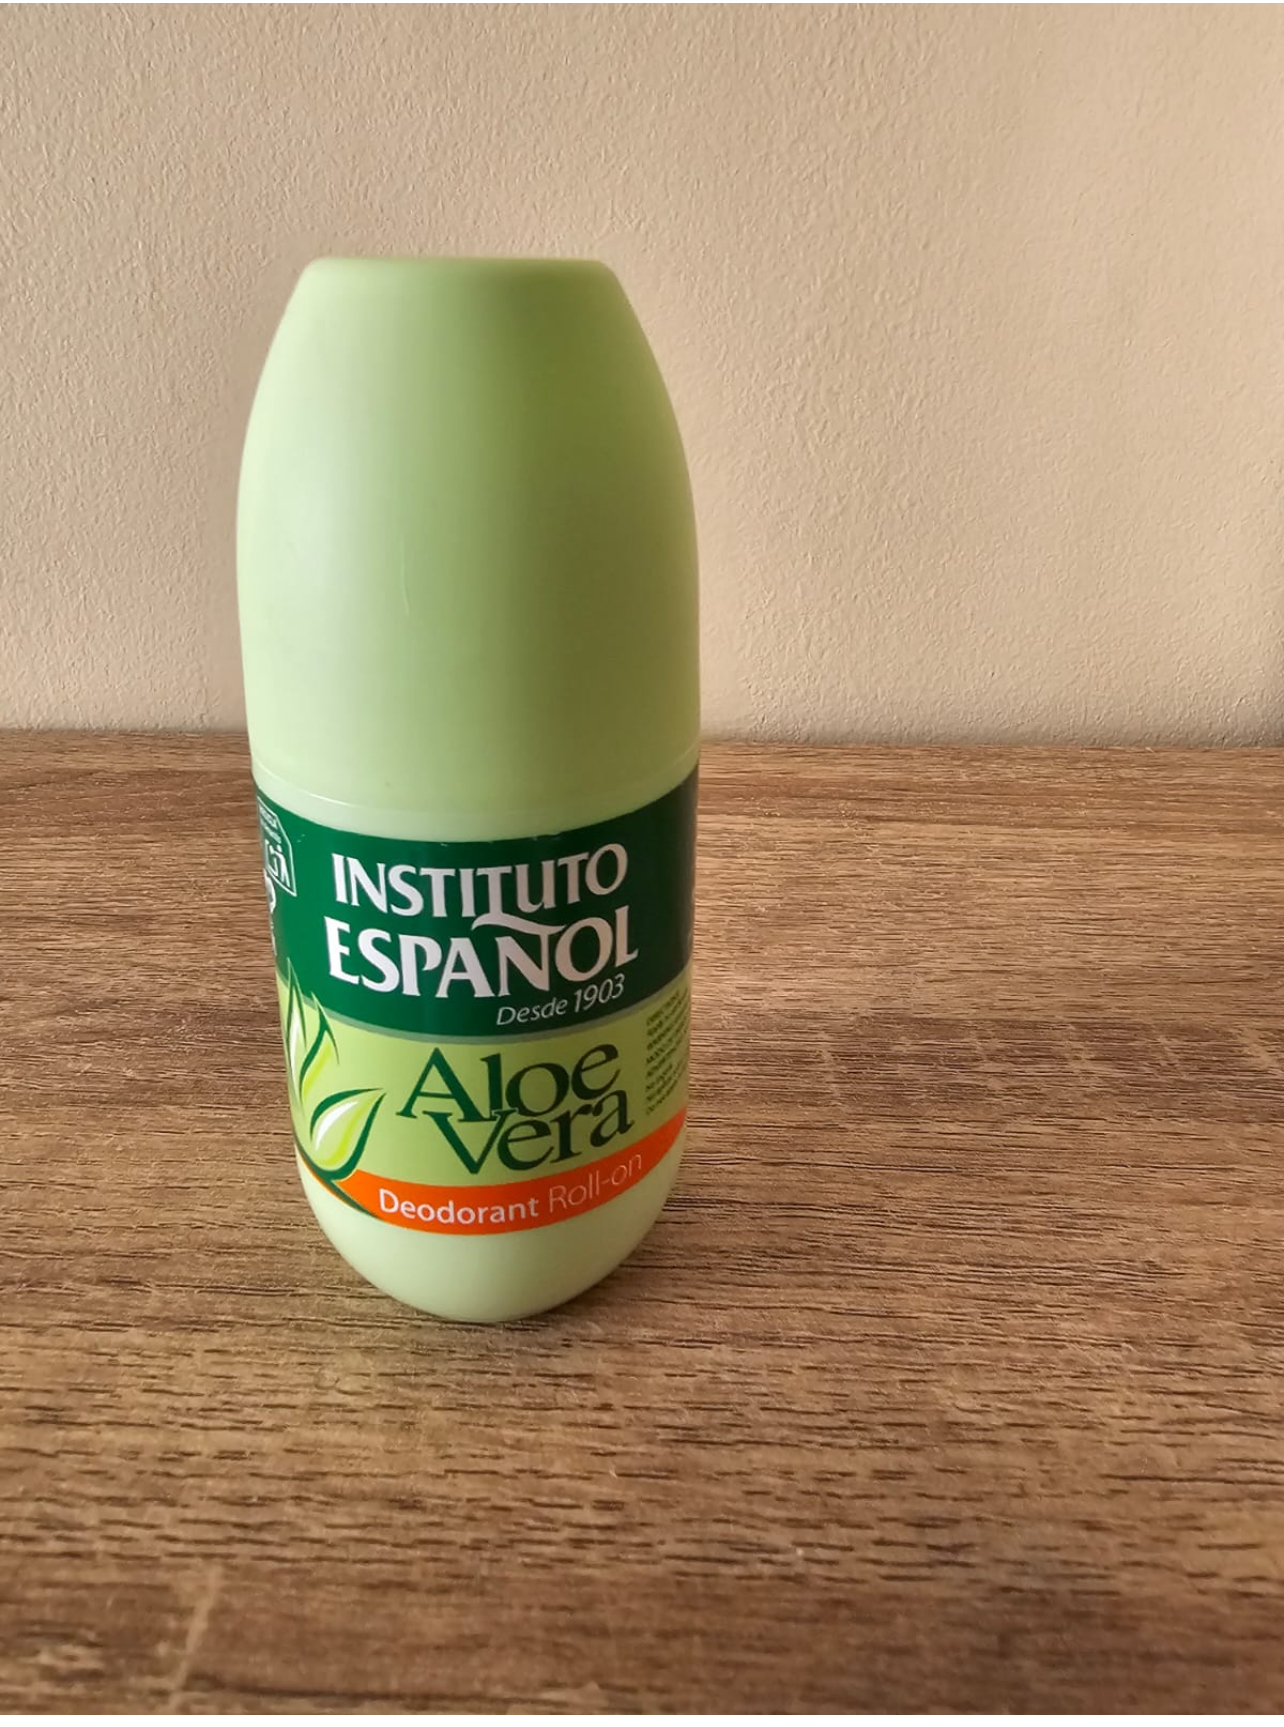 INSTITUTO
ESPAÑOL
Desde 1903
Aloe
Vera
Deodorant Roll-on